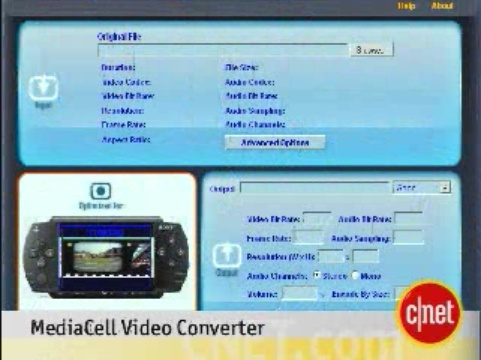 Help About
Original File
Browse...
Duration: File Size:
Video Codec: Audio Codec:
Video Bit Rate: Audio Bit Rate:
Input
Resolution: Audio Sampling:
Frame Rate: Audio Channels:
Aspect Ratio: Advanced Options
Optimized for
SONY
Output
Video Bit Rate: Audio Bit Rate:
Frame Rate: Audio Sampling:
Resolution (W x H): x
Output
Audio Channels: Stereo Mono
Volume: % Encode By Size:
MediaCell Video Converter
c|net
CNET.com